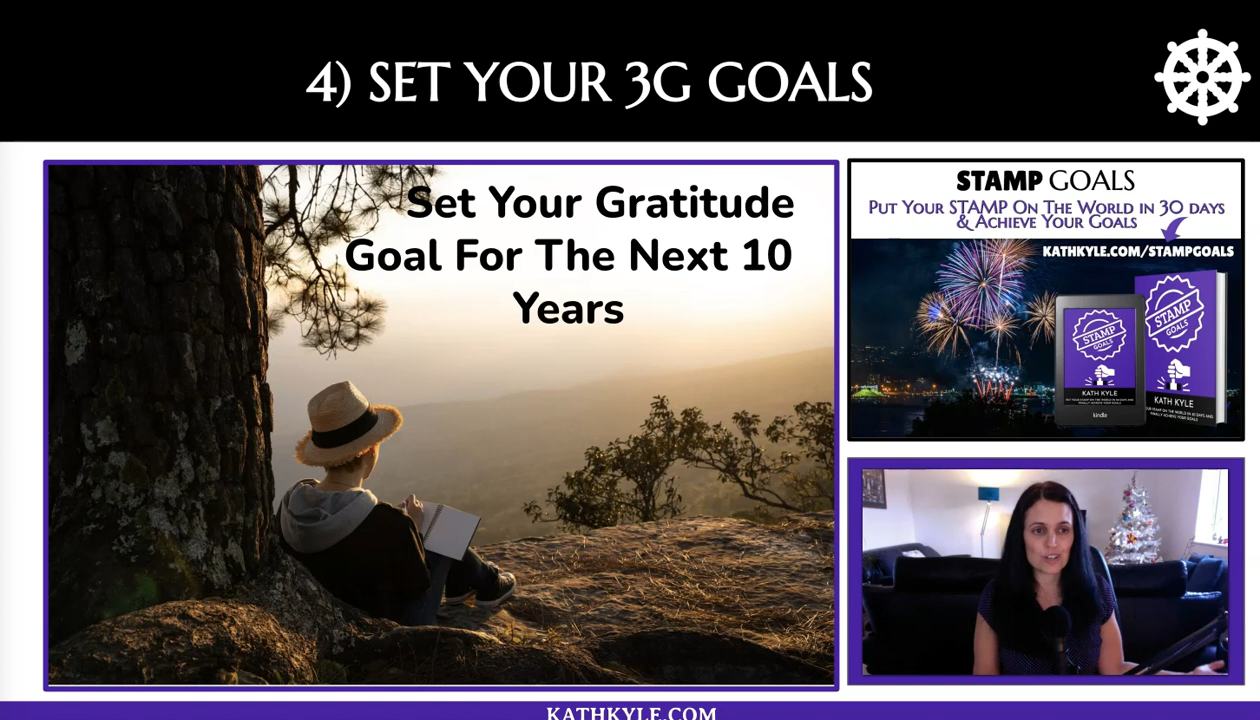 4) SET YOUR 3G GOALS
Set Your Gratitude
Goal For The Next 10
Years
STAMP GOALS
PUT YOUR STAMP ON THE WORLD IN 30 DAYS
& ACHIEVE YOUR GOALS
KATHKYLE.COM/STAMPGOALS
STAMP
GOALS
KATH KYLE
kindle
STAMP
GOALS
KATH KYLE
KATHKYLE.COM